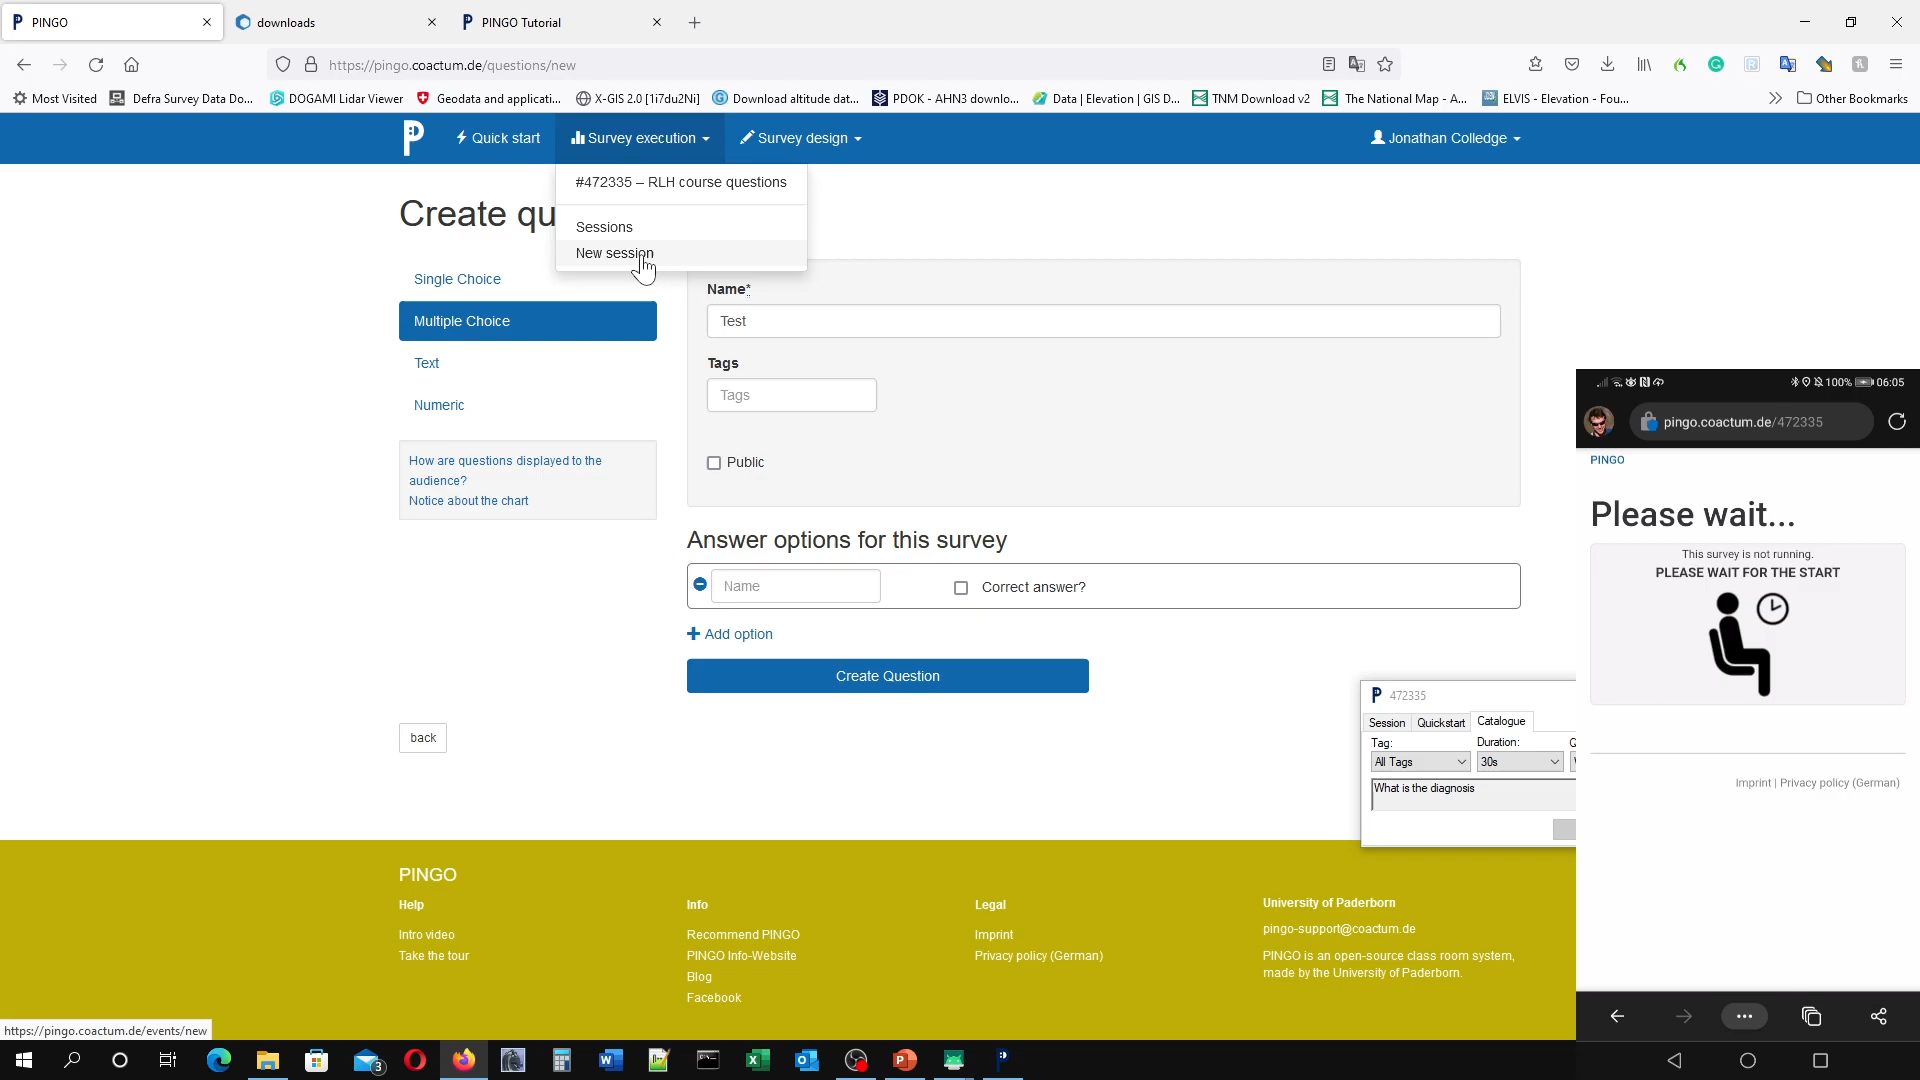 PINGO
downloads
PINGO Tutorial
https://pingo.coactum.de/questions/new
Most Visited
Defra Survey Data Do...
DOGAMI Lidar Viewer
Geodata and applicati...
X-GIS 2.0 [1i7du2Ni]
Download altitude dat...
PDOK - AHN3 downlo...
Data | Elevation | GIS D...
TNM Download v2
The National Map - A...
ELVIS - Elevation - Fou...
Other Bookmarks
Quick start
Survey execution
Survey design
Jonathan Colledge
#472335 – RLH course questions
Sessions
New session
Create qu
Single Choice
Multiple Choice
Text
Numeric
How are questions displayed to the
audience?
Notice about the chart
Name*
Test
Tags
Tags
Public
Answer options for this survey
Name
Correct answer?
Add option
Create Question
back
472335
Session
Quickstart
Catalogue
Tag:
Duration:
Q
All Tags
30s
What is the diagnosis
100%
06:05
pingo.coactum.de/472335
PINGO
Please wait...
This survey is not running.
PLEASE WAIT FOR THE START
Imprint | Privacy policy (German)
PINGO
Help
Intro video
Take the tour
Info
Recommend PINGO
PINGO Info-Website
Blog
Facebook
Legal
Imprint
Privacy policy (German)
University of Paderborn
pingo-support@coactum.de
PINGO is an open-source class room system,
made by the University of Paderborn.
https://pingo.coactum.de/events/new
3